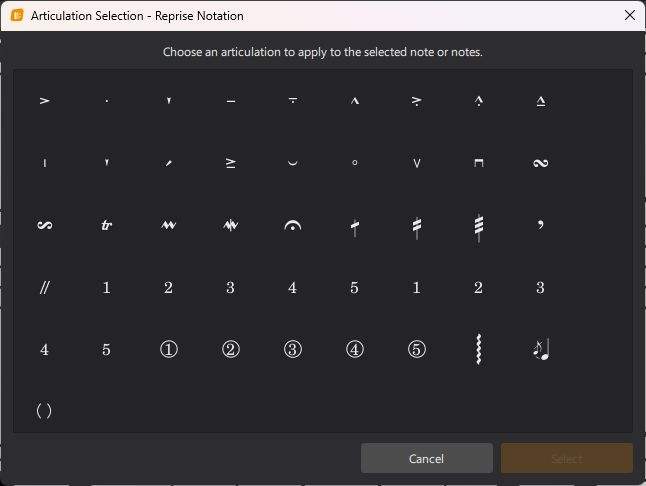 Articulation Selection - Reprise Notation
Choose an articulation to apply to the selected note or notes.
tr
// 1 2 3 4 5 1 2 3
4 5 ① ② ③ ④ ⑤
( )
Cancel Select